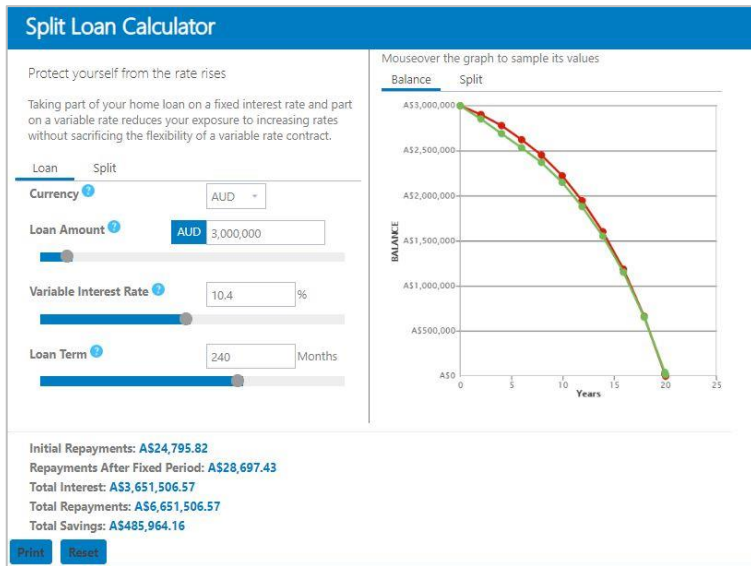 Split Loan Calculator
Protect yourself from the rate rises
Taking part of your home loan on a fixed interest rate and part
on a variable rate reduces your exposure to increasing rates
without sacrificing the flexibility of a variable rate contract.
Loan Split
Currency ? AUD
Loan Amount ? AUD 3,000,000
Variable Interest Rate ? 10.4 %
Loan Term ? 240 Months
Mouseover the graph to sample its values
Balance Split
BALANCE
A$3,000,000
A$2,500,000
A$2,000,000
A$1,500,000
A$1,000,000
A$500,000
A$0
0 5 10 15 20 25
Years
Initial Repayments: A$24,795.82
Repayments After Fixed Period: A$28,697.43
Total Interest: A$3,651,506.57
Total Repayments: A$6,651,506.57
Total Savings: A$485,964.16
Print Reset